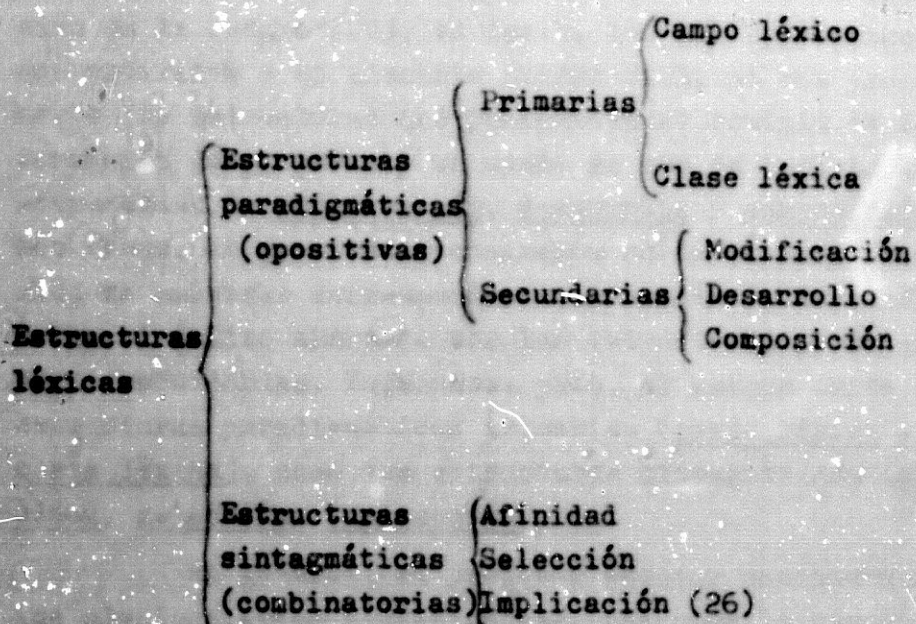 Campo léxico
Primarias
Clase léxica
Estructuras
paradigmáticas
(opositivas)
Modificación
Secundarias
Desarrollo
Composición
Estructuras
léxicas
Estructuras
sintagmáticas
(combinatorias)
Afinidad
Selección
Implicación (26)